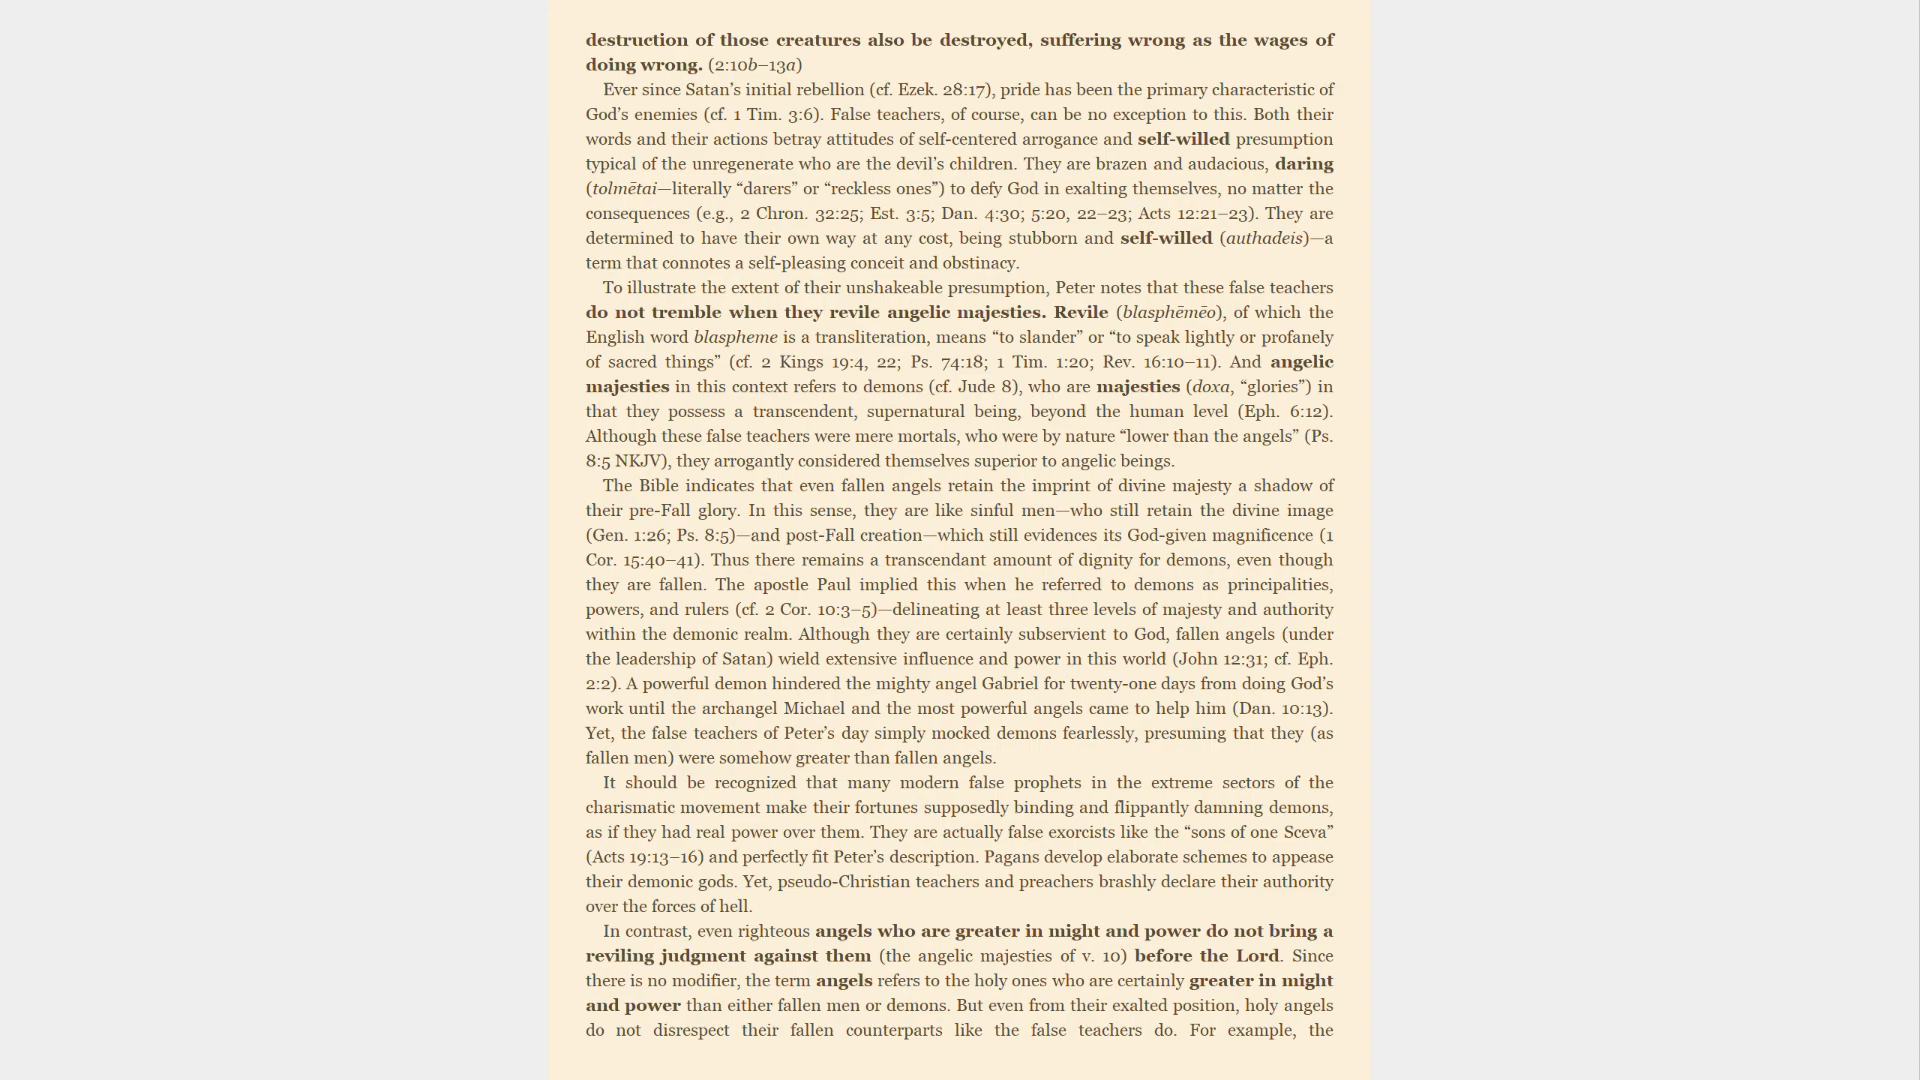 destruction of those creatures also be destroyed, suffering wrong as the wages of
doing wrong. (2:10b–13a)
Ever since Satan’s initial rebellion (cf. Ezek. 28:17), pride has been the primary characteristic of
God’s enemies (cf. 1 Tim. 3:6). False teachers, of course, can be no exception to this. Both their
words and their actions betray attitudes of self-centered arrogance and self-willed presumption
typical of the unregenerate who are the devil’s children. They are brazen and audacious, daring
(tolmētai—literally “darers” or “reckless ones”) to defy God in exalting themselves, no matter the
consequences (e.g., 2 Chron. 32:25; Est. 3:5; Dan. 4:30; 5:20, 22–23; Acts 12:21–23). They are
determined to have their own way at any cost, being stubborn and self-willed (authadeis)—a
term that connotes a self-pleasing conceit and obstinacy.
To illustrate the extent of their unshakeable presumption, Peter notes that these false teachers
do not tremble when they revile angelic majesties. Revile (blasphēmēo), of which the
English word blaspheme is a transliteration, means “to slander” or “to speak lightly or profanely
of sacred things” (cf. 2 Kings 19:4, 22; Ps. 74:18; 1 Tim. 1:20; Rev. 16:10–11). And angelic
majesties in this context refers to demons (cf. Jude 8), who are majesties (doxa, “glories”) in
that they possess a transcendent, supernatural being, beyond the human level (Eph. 6:12).
Although these false teachers were mere mortals, who were by nature “lower than the angels” (Ps.
8:5 NKJV), they arrogantly considered themselves superior to angelic beings.
The Bible indicates that even fallen angels retain the imprint of divine majesty a shadow of
their pre-Fall glory. In this sense, they are like sinful men—who still retain the divine image
(Gen. 1:26; Ps. 8:5)—and post-Fall creation—which still evidences its God-given magnificence (1
Cor. 15:40–41). Thus there remains a transcendant amount of dignity for demons, even though
they are fallen. The apostle Paul implied this when he referred to demons as principalities,
powers, and rulers (cf. 2 Cor. 10:3–5)—delineating at least three levels of majesty and authority
within the demonic realm. Although they are certainly subservient to God, fallen angels (under
the leadership of Satan) wield extensive influence and power in this world (John 12:31; cf. Eph.
2:2). A powerful demon hindered the mighty angel Gabriel for twenty-one days from doing God’s
work until the archangel Michael and the most powerful angels came to help him (Dan. 10:13).
Yet, the false teachers of Peter’s day simply mocked demons fearlessly, presuming that they (as
fallen men) were somehow greater than fallen angels.
It should be recognized that many modern false prophets in the extreme sectors of the
charismatic movement make their fortunes supposedly binding and flippantly damning demons,
as if they had real power over them. They are actually false exorcists like the “sons of one Sceva”
(Acts 19:13–16) and perfectly fit Peter’s description. Pagans develop elaborate schemes to appease
their demonic gods. Yet, pseudo-Christian teachers and preachers brashly declare their authority
over the forces of hell.
In contrast, even righteous angels who are greater in might and power do not bring a
reviling judgment against them (the angelic majesties of v. 10) before the Lord. Since
there is no modifier, the term angels refers to the holy ones who are certainly greater in might
and power than either fallen men or demons. But even from their exalted position, holy angels
do not disrespect their fallen counterparts like the false teachers do. For example, the